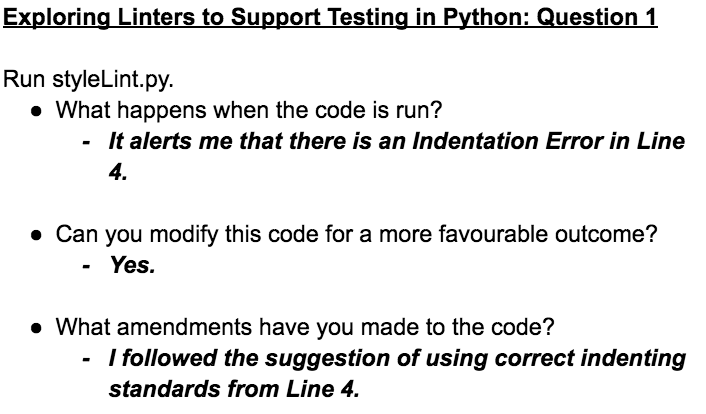 Exploring Linters to Support Testing in Python: Question 1
Run styleLint.py.
● What happens when the code is run?
- It alerts me that there is an Indentation Error in Line
4.
● Can you modify this code for a more favourable outcome?
- Yes.
● What amendments have you made to the code?
- I followed the suggestion of using correct indenting
standards from Line 4.